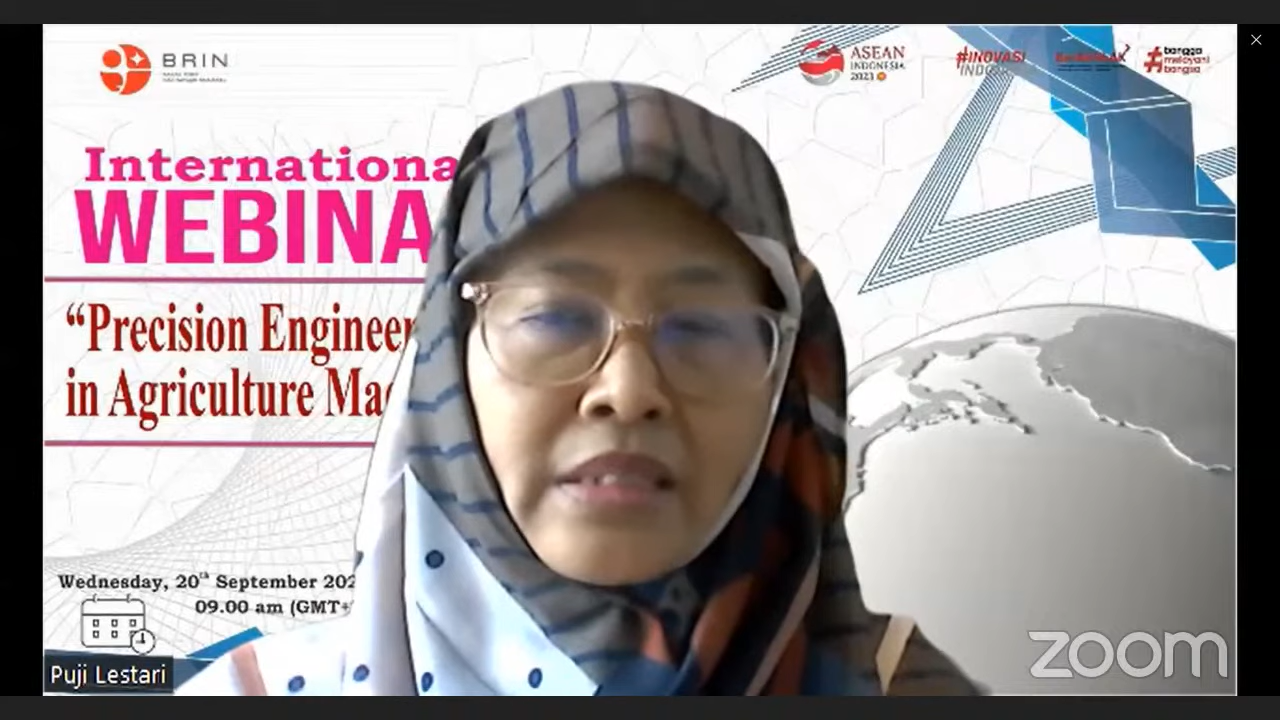 BRIN
ASEAN
INDONESIA
2023
#INOVASI
INDO
#bangga
melayani
bangsa
Internationa
WEBINA
“Precision Engineer
in Agriculture Mac
Wednesday, 20th September 202
09.00 am (GMT+
Puji Lestari
zoom